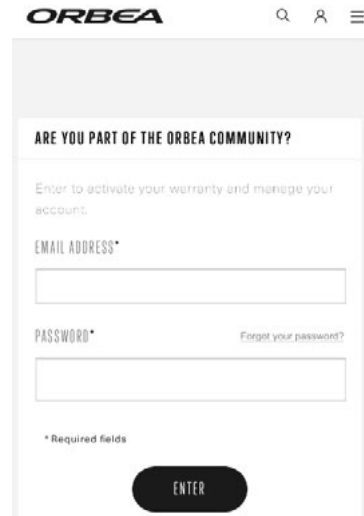 ORBEA
ARE YOU PART OF THE ORBEA COMMUNITY?
Enter to activate your warranty and manage your
account.
EMAIL ADDRESS*
PASSWORD* Forgot your password?
* Required fields
ENTER